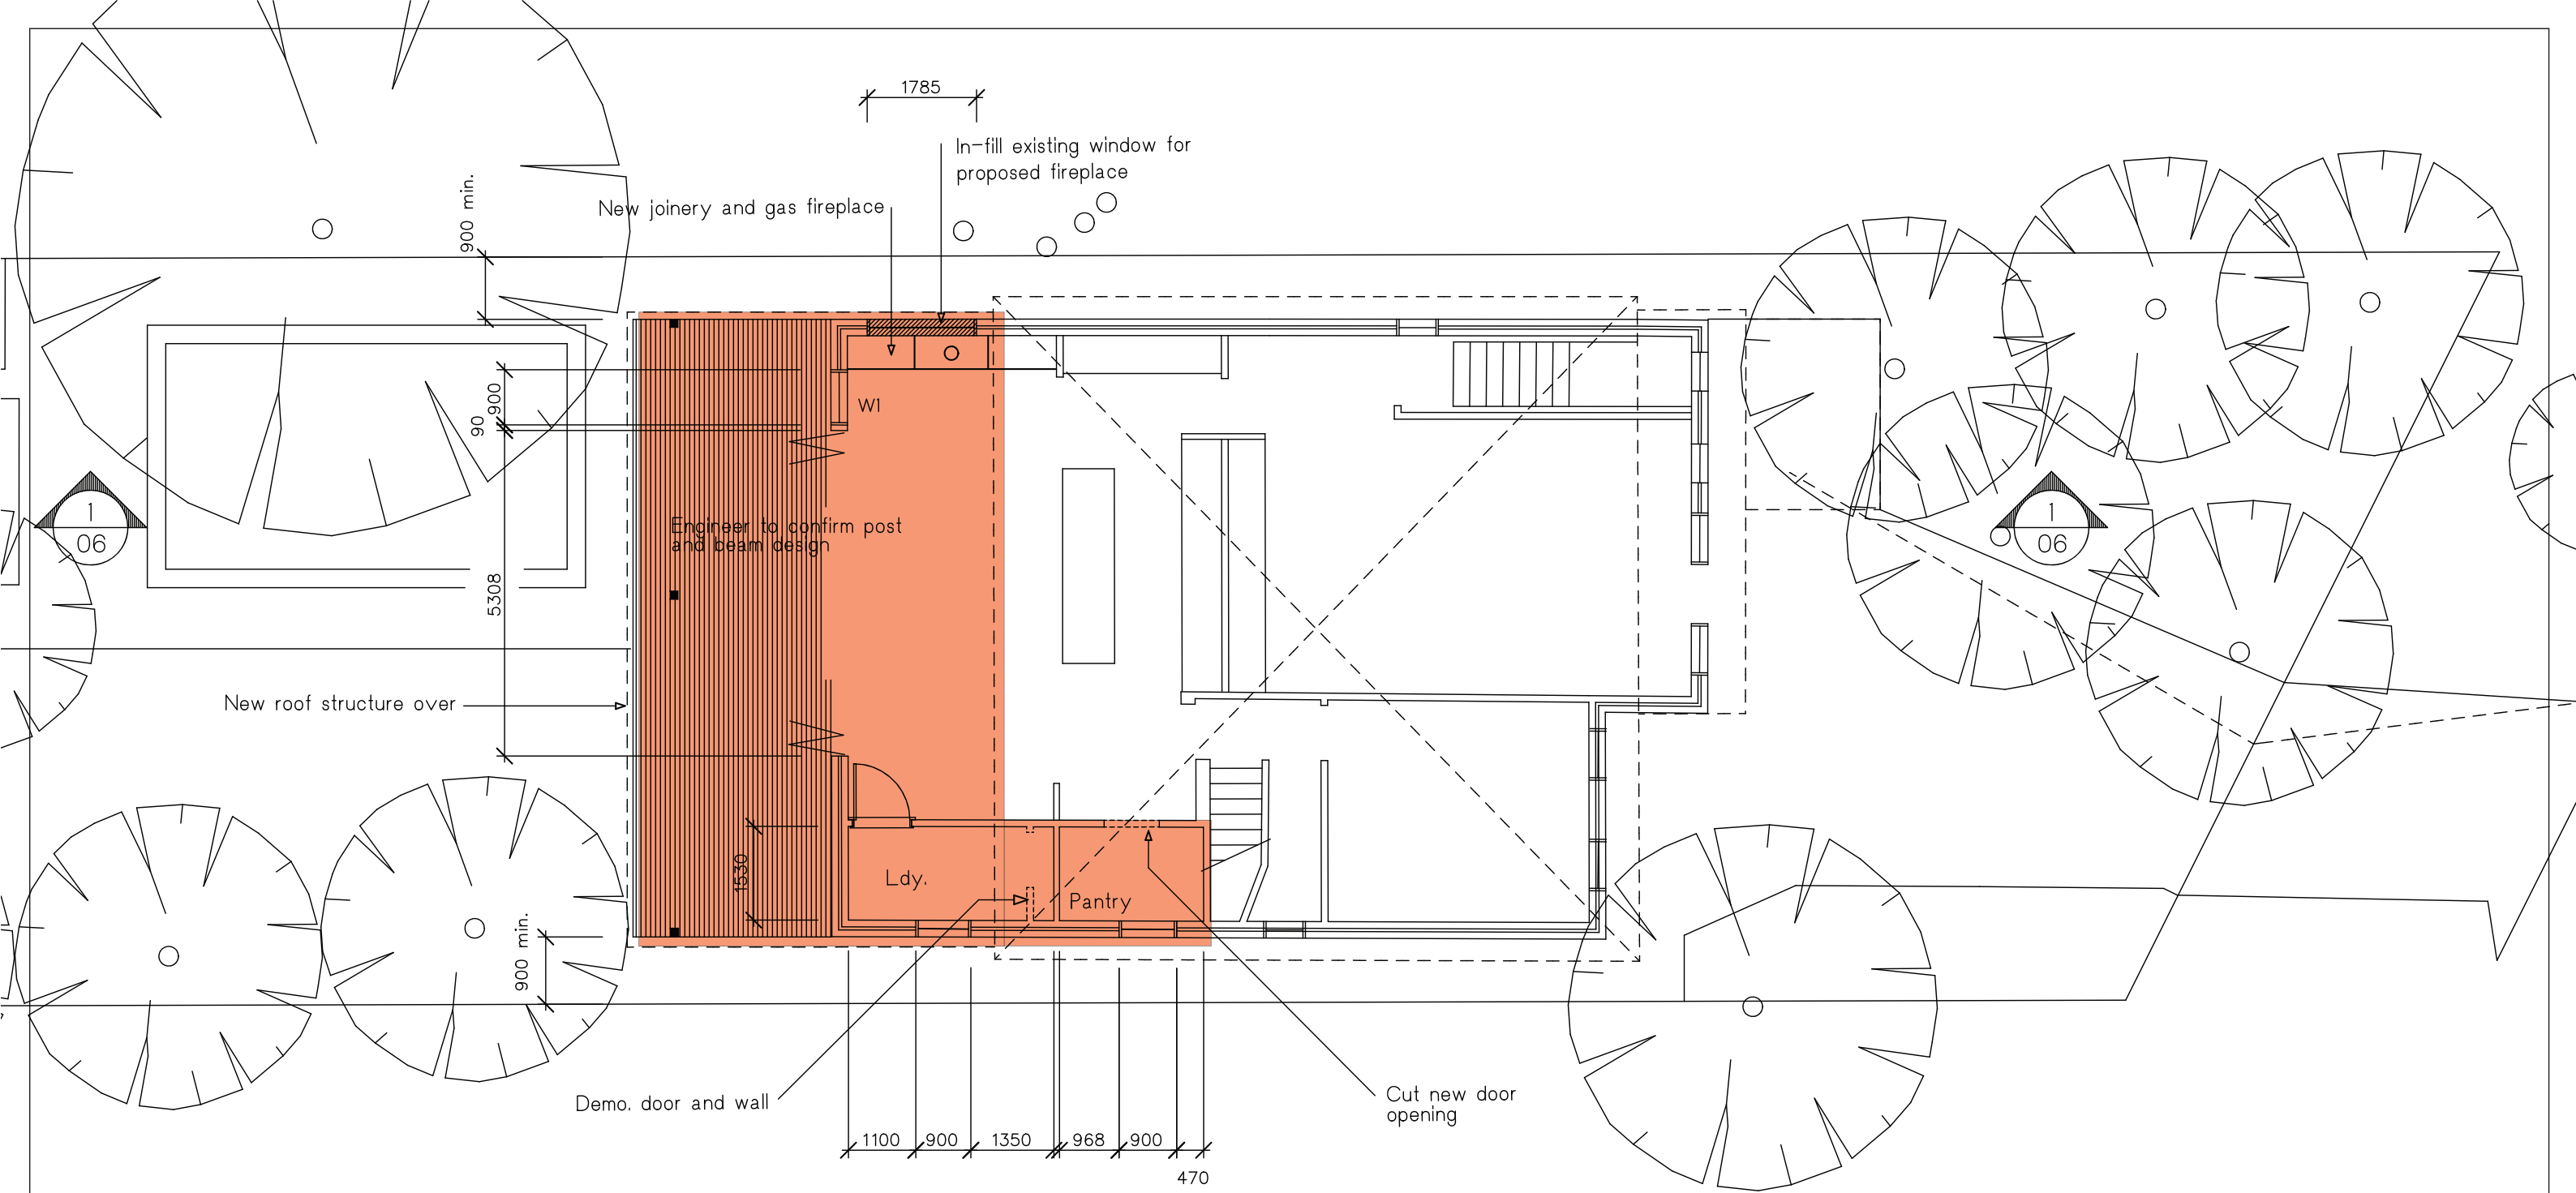 1785
In-fill existing window for
proposed fireplace
900 min.
New joinery and gas fireplace
W1
900
90
1
06
1
06
Engineer to confirm post
and beam design
5308
New roof structure over
1530
Ldy.
Pantry
900 min.
Demo. door and wall
Cut new door
opening
1100
900
1350
968
900
470